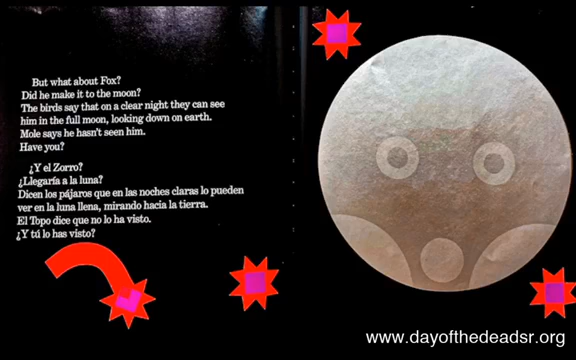 But what about Fox?
Did he make it to the moon?
The birds say that on a clear night they can see
him in the full moon, looking down on earth.
Mole says he hasn't seen him.
Have you?
¿Y el Zorro?
¿Llegaría a la luna?
Dicen los pájaros que en las noches claras lo pueden
ver en la luna llena, mirando hacia la tierra.
El Topo dice que no lo ha visto.
¿Y tú lo has visto?
www.dayofthedeadsr.org